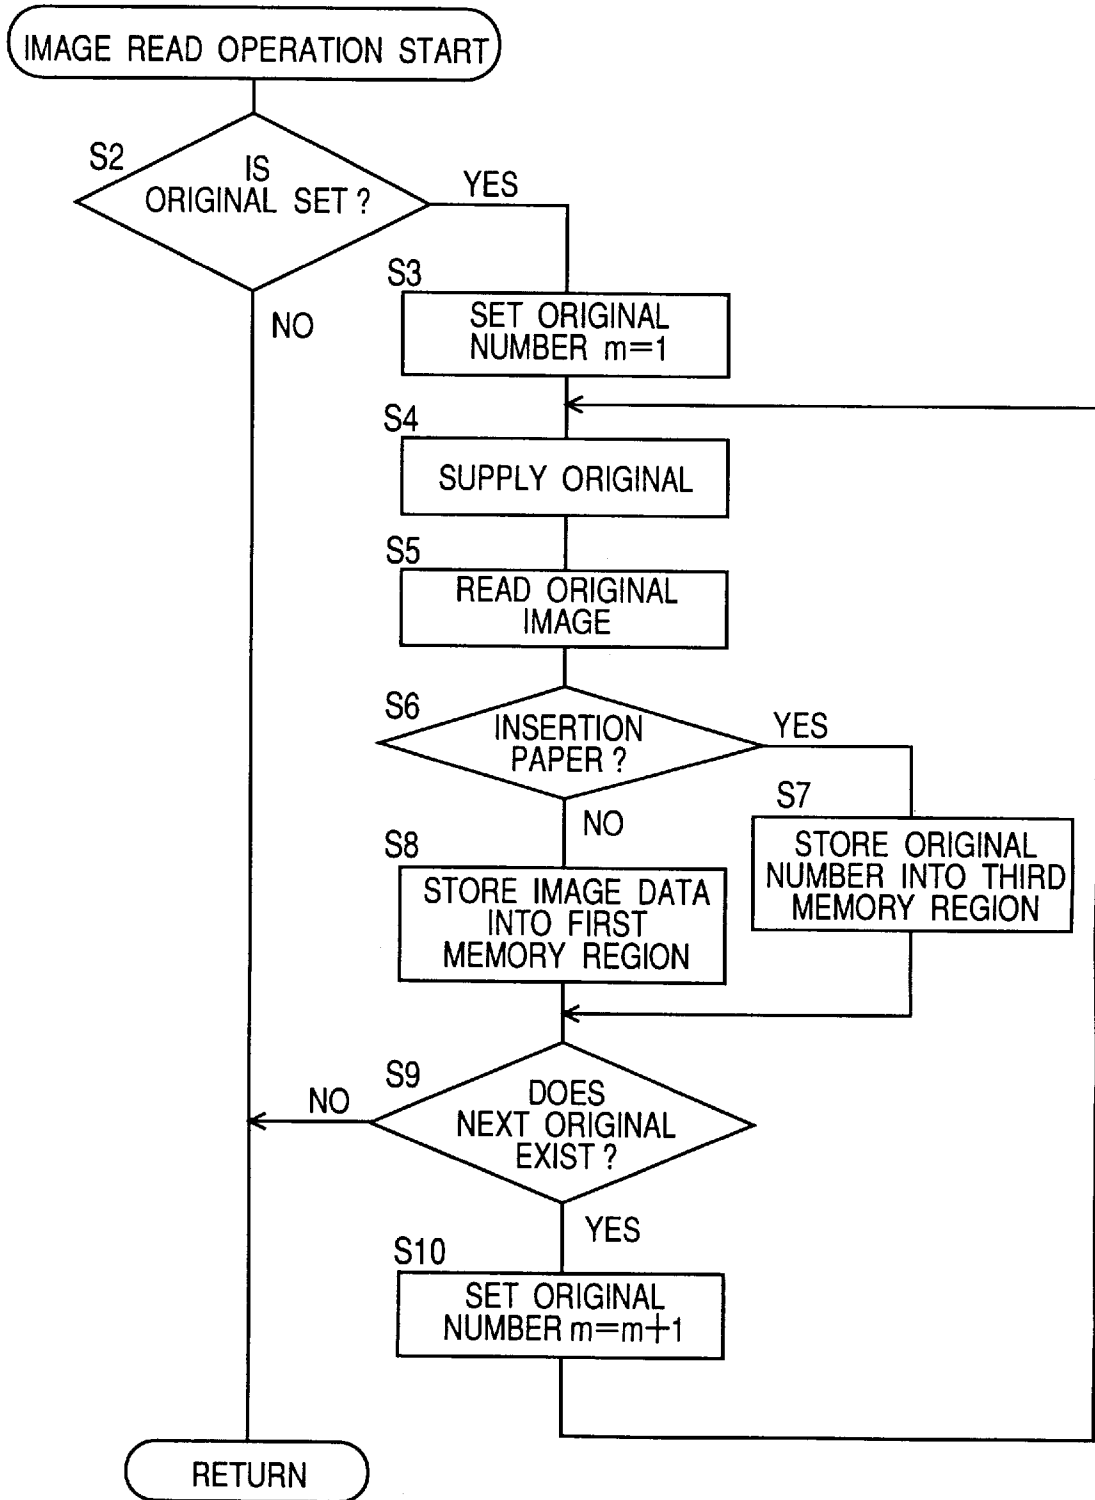 IMAGE READ OPERATION START
S2
IS
ORIGINAL SET ?
YES
NO
S3
SET ORIGINAL
NUMBER m=1
S4
SUPPLY ORIGINAL
S5
READ ORIGINAL
IMAGE
S6
INSERTION
PAPER ?
YES
NO
S7
STORE ORIGINAL
NUMBER INTO THIRD
MEMORY REGION
S8
STORE IMAGE DATA
INTO FIRST
MEMORY REGION
S9
DOES
NEXT ORIGINAL
EXIST ?
NO
YES
S10
SET ORIGINAL
NUMBER m=m+1
RETURN